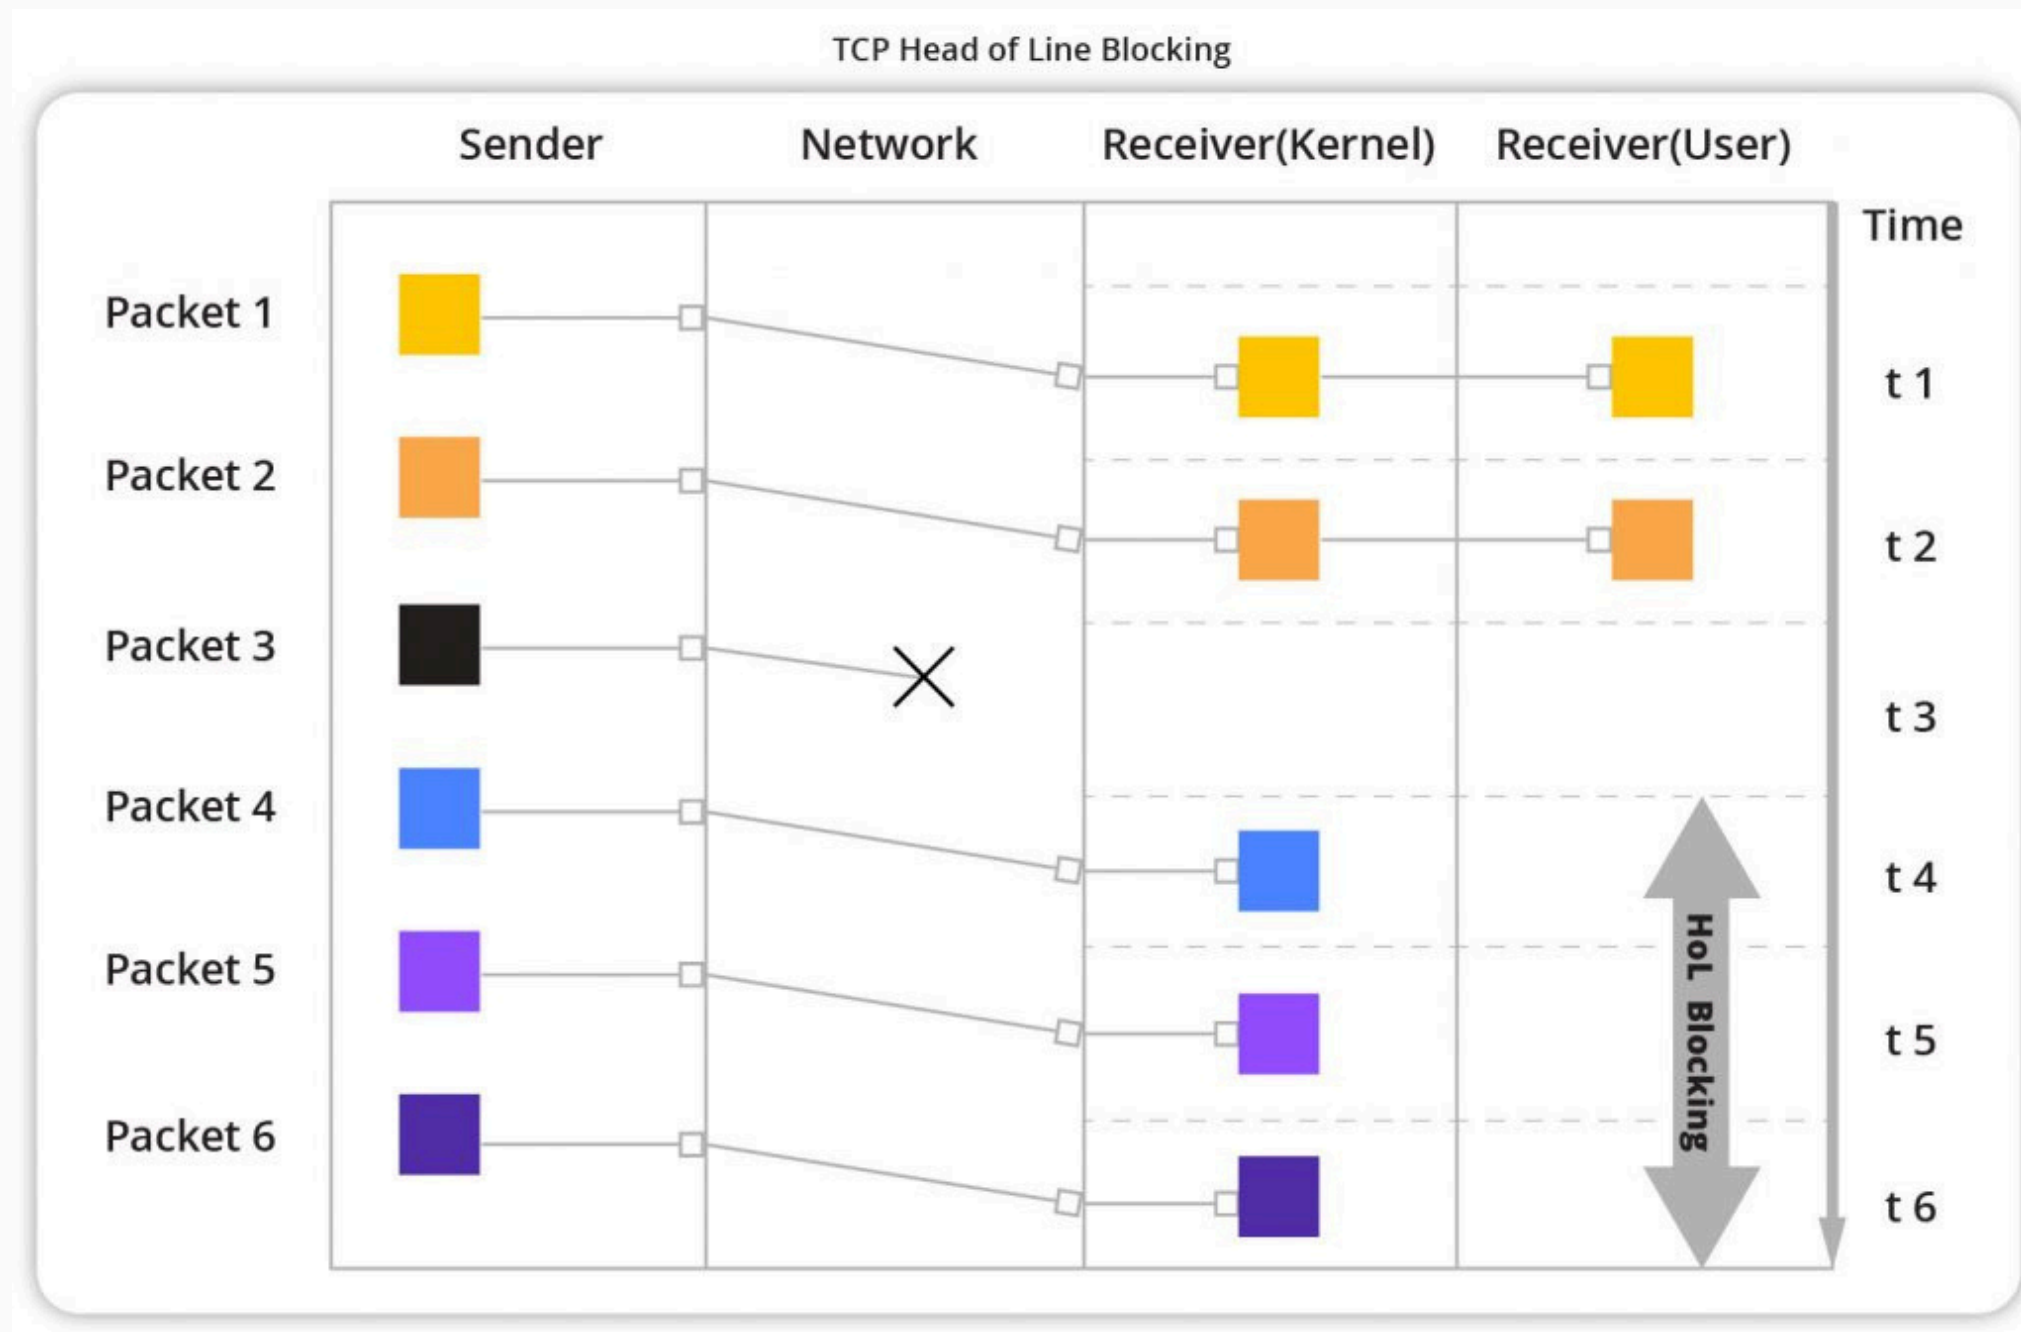 TCP Head of Line Blocking
Sender Network Receiver(Kernel) Receiver(User)
Time
Packet 1
t 1
Packet 2
t 2
Packet 3
t 3
Packet 4
t 4
HoL Blocking
Packet 5
t 5
Packet 6
t 6